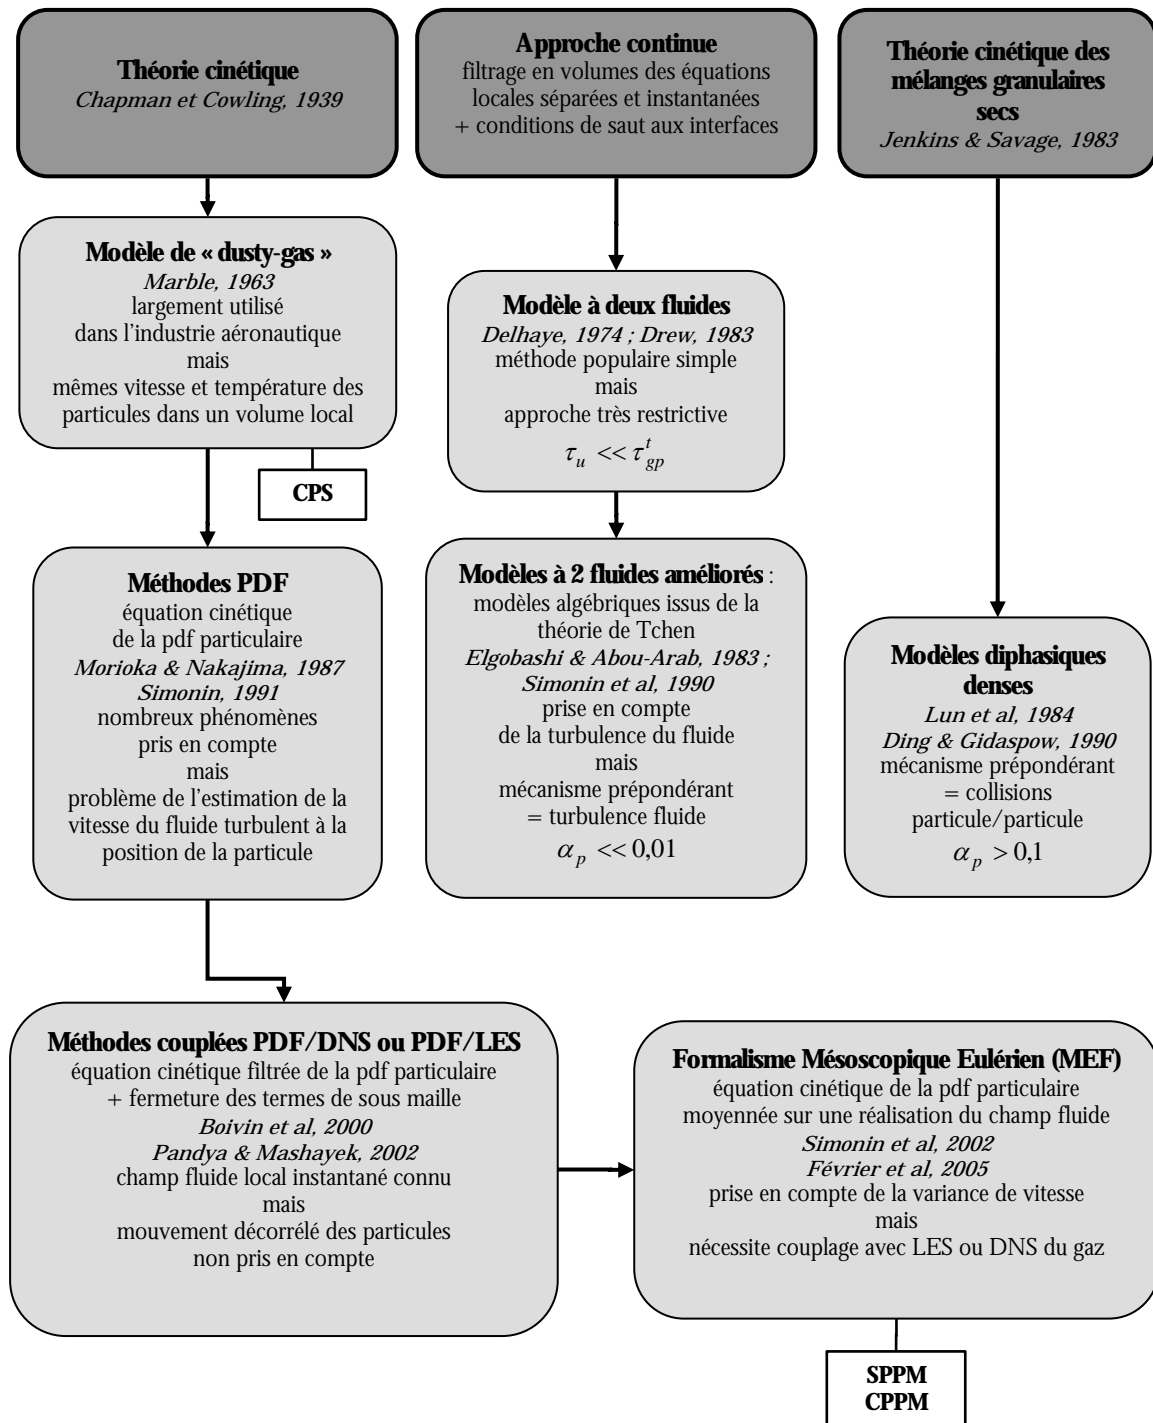 Théorie cinétique
Chapman et Cowling, 1939
Approche continue
filtrage en volumes des équations
locales séparées et instantanées
+ conditions de saut aux interfaces
Théorie cinétique des
mélanges granulaires
secs
Jenkins & Savage, 1983
Modèle de « dusty-gas »
Marble, 1963
largement utilisé
dans l'industrie aéronautique
mais
mêmes vitesse et température des
particules dans un volume local
CPS
Modèle à deux fluides
Delhaye, 1974 ; Drew, 1983
méthode populaire simple
mais
approche très restrictive
τ_u << τ^t_gp
Méthodes PDF
équation cinétique
de la pdf particulaire
Morioka & Nakajima, 1987
Simonin, 1991
nombreux phénomènes
pris en compte
mais
problème de l'estimation de la
vitesse du fluide turbulent à la
position de la particule
Modèles à 2 fluides améliorés :
modèles algébriques issus de la
théorie de Tchen
Elgobashi & Abou-Arab, 1983 ;
Simonin et al, 1990
prise en compte
de la turbulence du fluide
mais
mécanisme prépondérant
= turbulence fluide
α_p << 0,01
Modèles diphasiques
denses
Lun et al, 1984
Ding & Gidaspow, 1990
mécanisme prépondérant
= collisions
particule/particule
α_p > 0,1
Méthodes couplées PDF/DNS ou PDF/LES
équation cinétique filtrée de la pdf particulaire
+ fermeture des termes de sous maille
Boivin et al, 2000
Pandya & Mashayek, 2002
champ fluide local instantané connu
mais
mouvement décorrélé des particules
non pris en compte
Formalisme Mésoscopique Eulérien (MEF)
équation cinétique de la pdf particulaire
moyennée sur une réalisation du champ fluide
Simonin et al, 2002
Février et al, 2005
prise en compte de la variance de vitesse
mais
nécessite couplage avec LES ou DNS du gaz
SPPM
CPPM